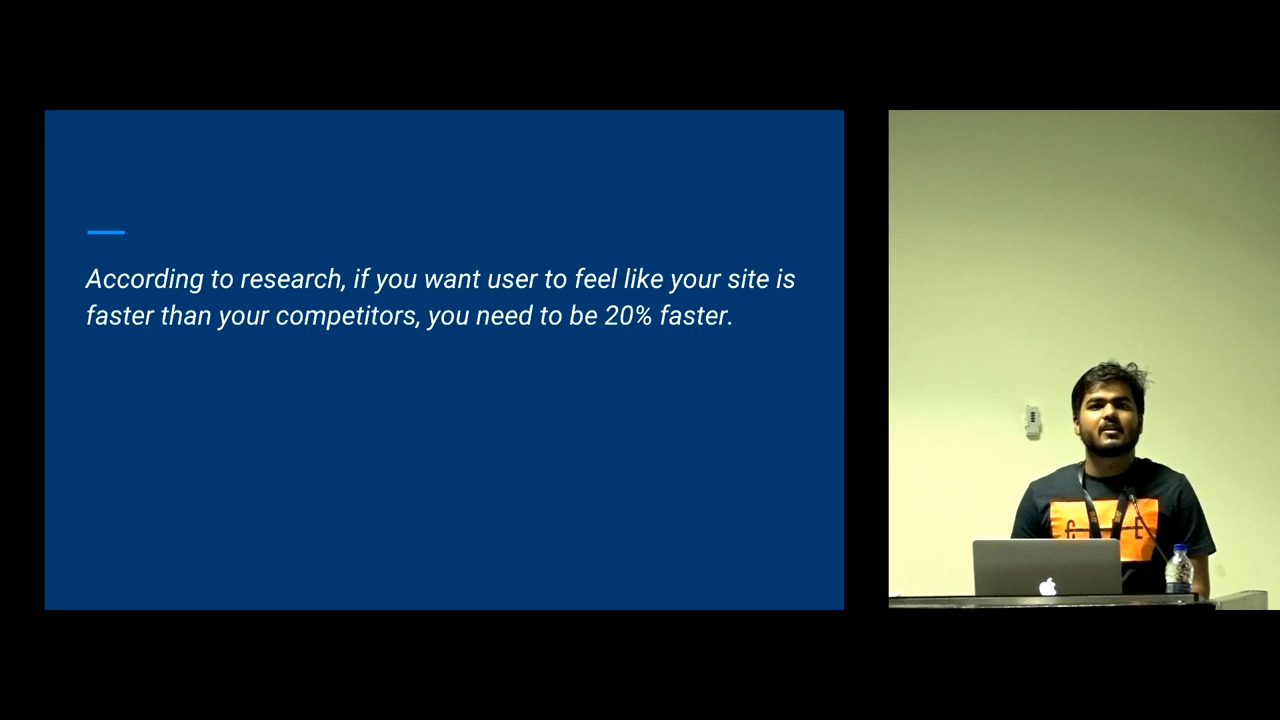 According to research, if you want user to feel like your site is
faster than your competitors, you need to be 20% faster.